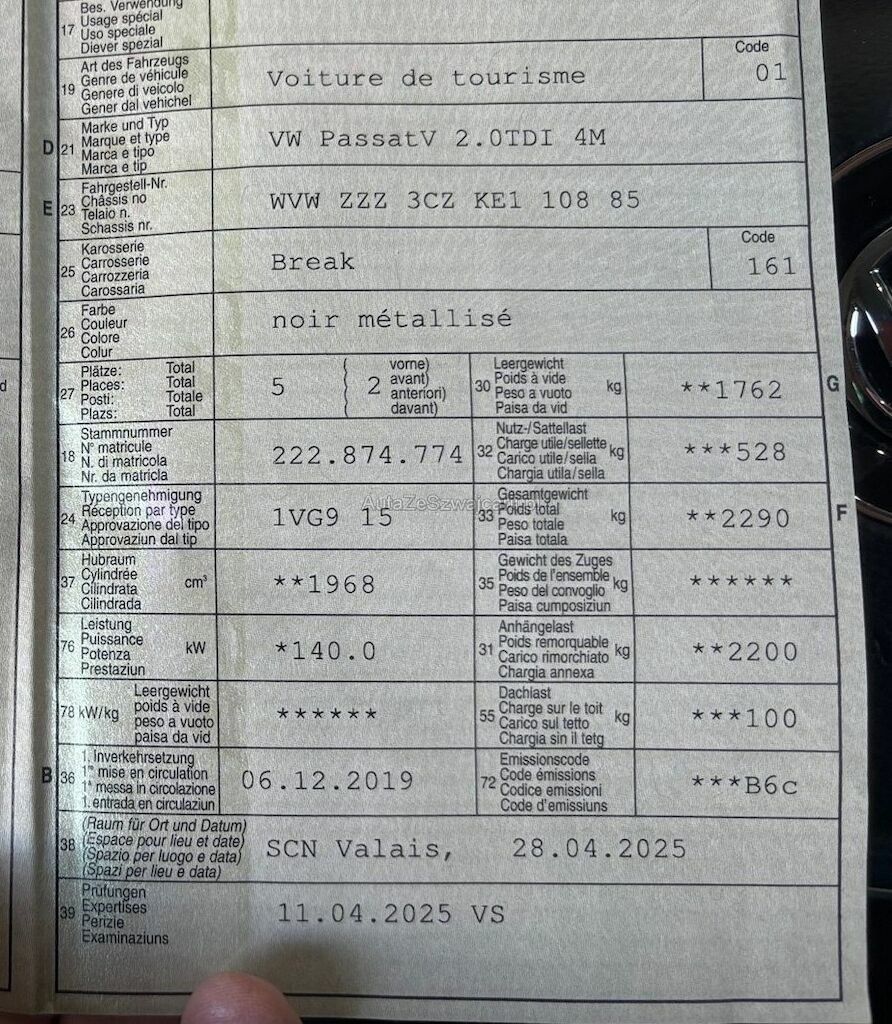 17 Bes. Verwendung
Usage spécial
Uso speciale
Diever spezial
19 Art des Fahrzeugs
Genre de véhicule
Genere di veicolo
Gener dal vehichel
Voiture de tourisme
Code
01
D 21 Marke und Typ
Marque et type
Marca e tipo
Marca e tip
VW PassatV 2.0TDI 4M
E 23 Fahrgestell-Nr.
Châssis no
Telaio n.
Schassis nr.
WVW ZZZ 3CZ KE1 108 85
25 Karosserie
Carrosserie
Carrozzeria
Carossaria
Break
Code
161
26 Farbe
Couleur
Colore
Colur
noir métallisé
27 Plätze: Total
Places: Total
Posti: Totale
Plazs: Total
5
( 2 vorne)
avant)
anteriori)
davant)
30 Leergewicht
Poids à vide
Peso a vuoto
Paisa da vid
kg
**1762
G
18 Stammnummer
N° matricule
N. di matricola
Nr. da matricla
222.874.774
32 Nutz-/Sattellast
Charge utile/sellette
Carico utile/sella
Chargia utila/sella
kg
***528
24 Typengenehmigung
Réception par type
Approvazione del tipo
Approvaziun dal tip
1VG9 15
33 Gesamtgewicht
Poids total
Peso totale
Paisa totala
kg
**2290
F
37 Hubraum
Cylindrée
Cilindrata
Cilindrada
cm³
**1968
35 Gewicht des Zuges
Poids de l'ensemble
Peso del convoglio
Paisa cumposiziun
kg
******
76 Leistung
Puissance
Potenza
Prestaziun
kW
*140.0
31 Anhängelast
Poids remorquable
Carico rimorchiato
Chargia annexa
kg
**2200
78 kW/kg
Leergewicht
poids à vide
peso a vuoto
paisa da vid
******
55 Dachlast
Charge sur le toit
Carico sul tetto
Chargia sin il tetg
kg
***100
B 36 1. Inverkehrsetzung
1re mise en circulation
1a messa in circolazione
1. entrada en circulaziun
06.12.2019
72 Emissionscode
Code émissions
Codice emissioni
Code d'emissiuns
***B6c
38 (Raum für Ort und Datum)
(Espace pour lieu et date)
(Spazio per luogo e data)
(Spazi per lieu e data)
SCN Valais, 28.04.2025
39 Prüfungen
Expertises
Perizie
Examinaziuns
11.04.2025 VS